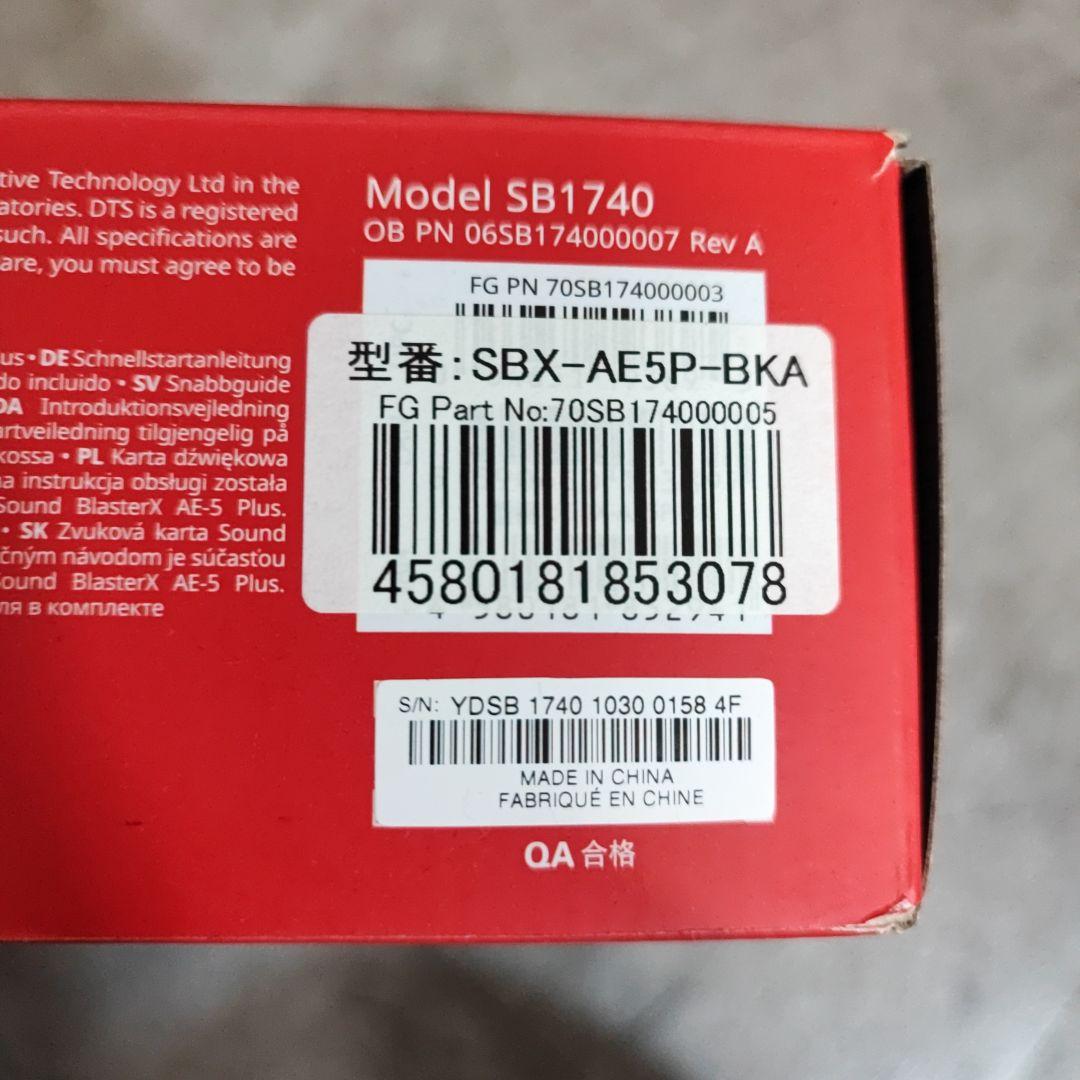 tive Technology Ltd in the
atories. DTS is a registered
such. All specifications are
are, you must agree to be
us • DE Schnellstartanleitung
do incluido • SV Snabbguide
DA Introduktionsvejledning
artveiledning tilgjengelig på
kossa • PL Karta dźwiękowa
na instrukcja obsługi została
Sound BlasterX AE-5 Plus.
• SK Zvuková karta Sound
čným návodom je súčasťou
Sound BlasterX AE-5 Plus.
ля в комплекте
Model SB1740
OB PN 06SB174000007 Rev A
FG PN 70SB174000003
型番: SBX-AE5P-BKA
FG Part No:70SB174000005
4580181853078
S/N: YDSB 1740 1030 0158 4F
MADE IN CHINA
FABRIQUÉ EN CHINE
QA 合格